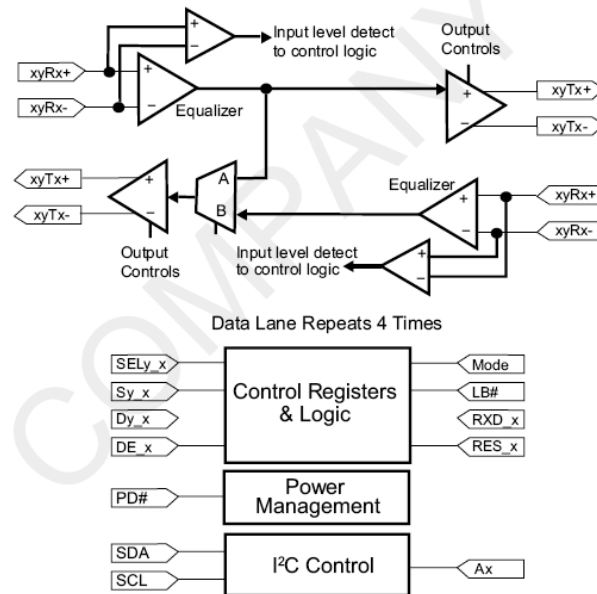 Input level detect
to control logic
Output
Controls
xyRx+
+
−
+
xyRx-
−
Equalizer
+
−
xyTx+
xyTx-
xyTx+
xyTx-
+
−
A
B
Equalizer
+
−
xyRx+
xyRx-
Output
Controls
Input level detect
to control logic
+
−
Data Lane Repeats 4 Times
SELy_x
Sy_x
Dy_x
DE_x
Control Registers
& Logic
Mode
LB#
RXD_x
RES_x
PD#
Power
Management
SDA
SCL
I²C Control
Ax
COMPANY